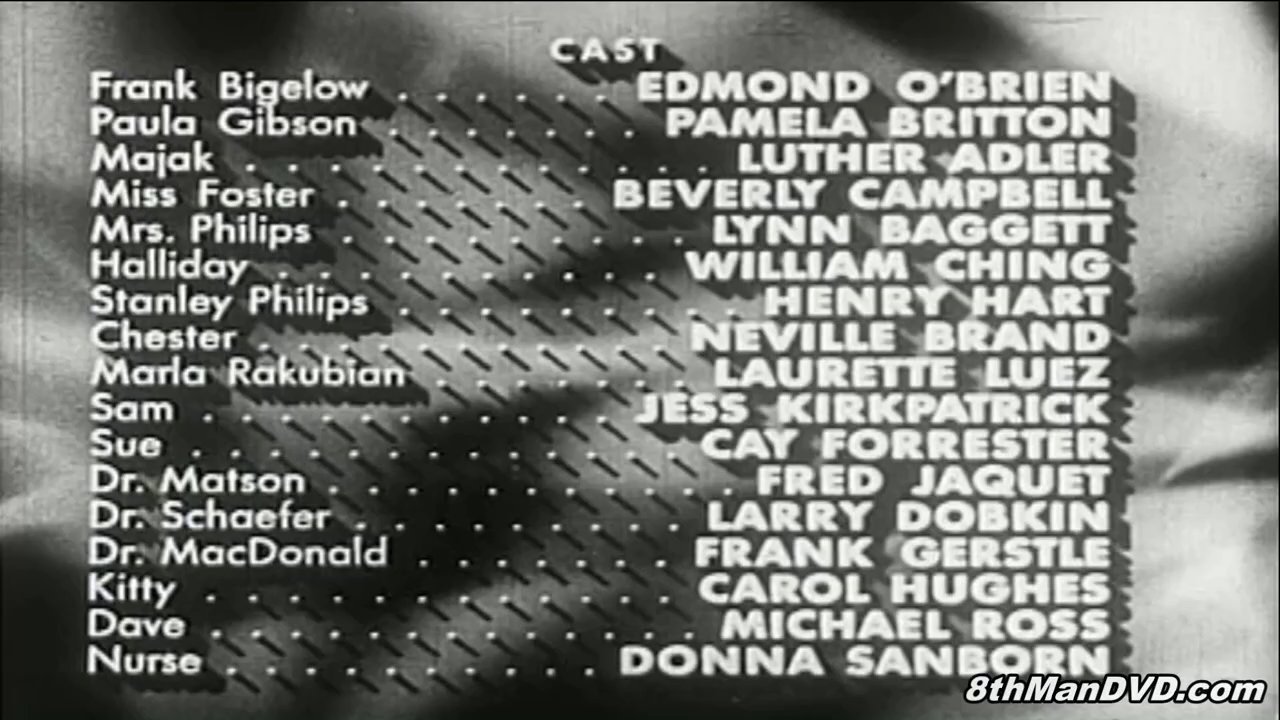 CAST
Frank Bigelow . . . . . . EDMOND O'BRIEN
Paula Gibson . . . . . . . PAMELA BRITTON
Majak . . . . . . . . . . . . LUTHER ADLER
Miss Foster . . . . . . . BEVERLY CAMPBELL
Mrs. Philips . . . . . . . . . LYNN BAGGETT
Halliday . . . . . . . . . . WILLIAM CHING
Stanley Philips . . . . . . . . . HENRY HART
Chester . . . . . . . . . . . NEVILLE BRAND
Marla Rakubian . . . . . . . LAURETTE LUEZ
Sam . . . . . . . . . . . JESS KIRKPATRICK
Sue . . . . . . . . . . . . . CAY FORRESTER
Dr. Matson . . . . . . . . . . . FRED JAQUET
Dr. Schaefer . . . . . . . . . LARRY DOBKIN
Dr. MacDonald . . . . . . . FRANK GERSTLE
Kitty . . . . . . . . . . . . CAROL HUGHES
Dave . . . . . . . . . . . . . MICHAEL ROSS
Nurse . . . . . . . . . . DONNA SANBORN
8thManDVD.com